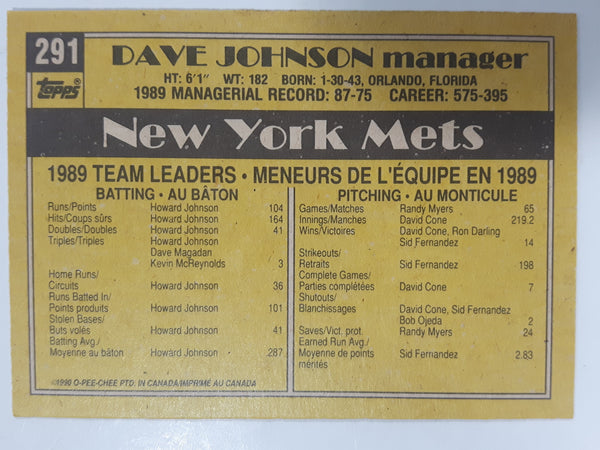 291
topps®
DAVE JOHNSON manager
HT: 6'1" WT: 182 BORN: 1-30-43, ORLANDO, FLORIDA
1989 MANAGERIAL RECORD: 87-75 CAREER: 575-395
New York Mets
1989 TEAM LEADERS • MENEURS DE L'ÉQUIPE EN 1989
BATTING • AU BÂTON
Runs/Points Howard Johnson 104
Hits/Coups sûrs Howard Johnson 164
Doubles/Doubles Howard Johnson 41
Triples/Triples Howard Johnson
Dave Magadan
Kevin McReynolds 3
Home Runs/
Circuits Howard Johnson 36
Runs Batted In/
Points produits Howard Johnson 101
Stolen Bases/
Buts volés Howard Johnson 41
Batting Avg./
Moyenne au bâton Howard Johnson 287
PITCHING • AU MONTICULE
Games/Matches Randy Myers 65
Innings/Manches David Cone 219.2
Wins/Victoires David Cone, Ron Darling
Sid Fernandez 14
Strikeouts/
Retraits Sid Fernandez 198
Complete Games/
Parties complétées David Cone 7
Shutouts/
Blanchissages David Cone, Sid Fernandez
Bob Ojeda 2
Saves/Vict. prot. Randy Myers 24
Earned Run Avg./
Moyenne de points Sid Fernandez 2.83
mérités
©1990 O-PEE-CHEE PTD. IN CANADA/IMPRIMÉ AU CANADA